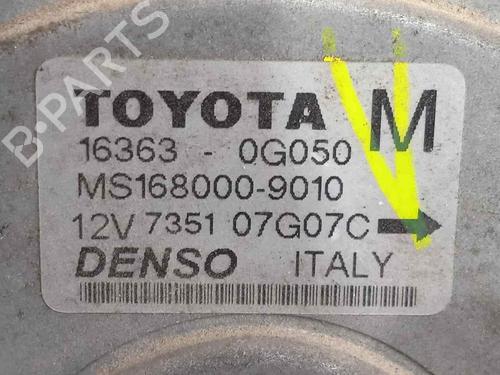 TOYOTA M
16363 - 0G050
MS168000-9010
12V 7351 07G07C
DENSO ITALY
B-PARTS